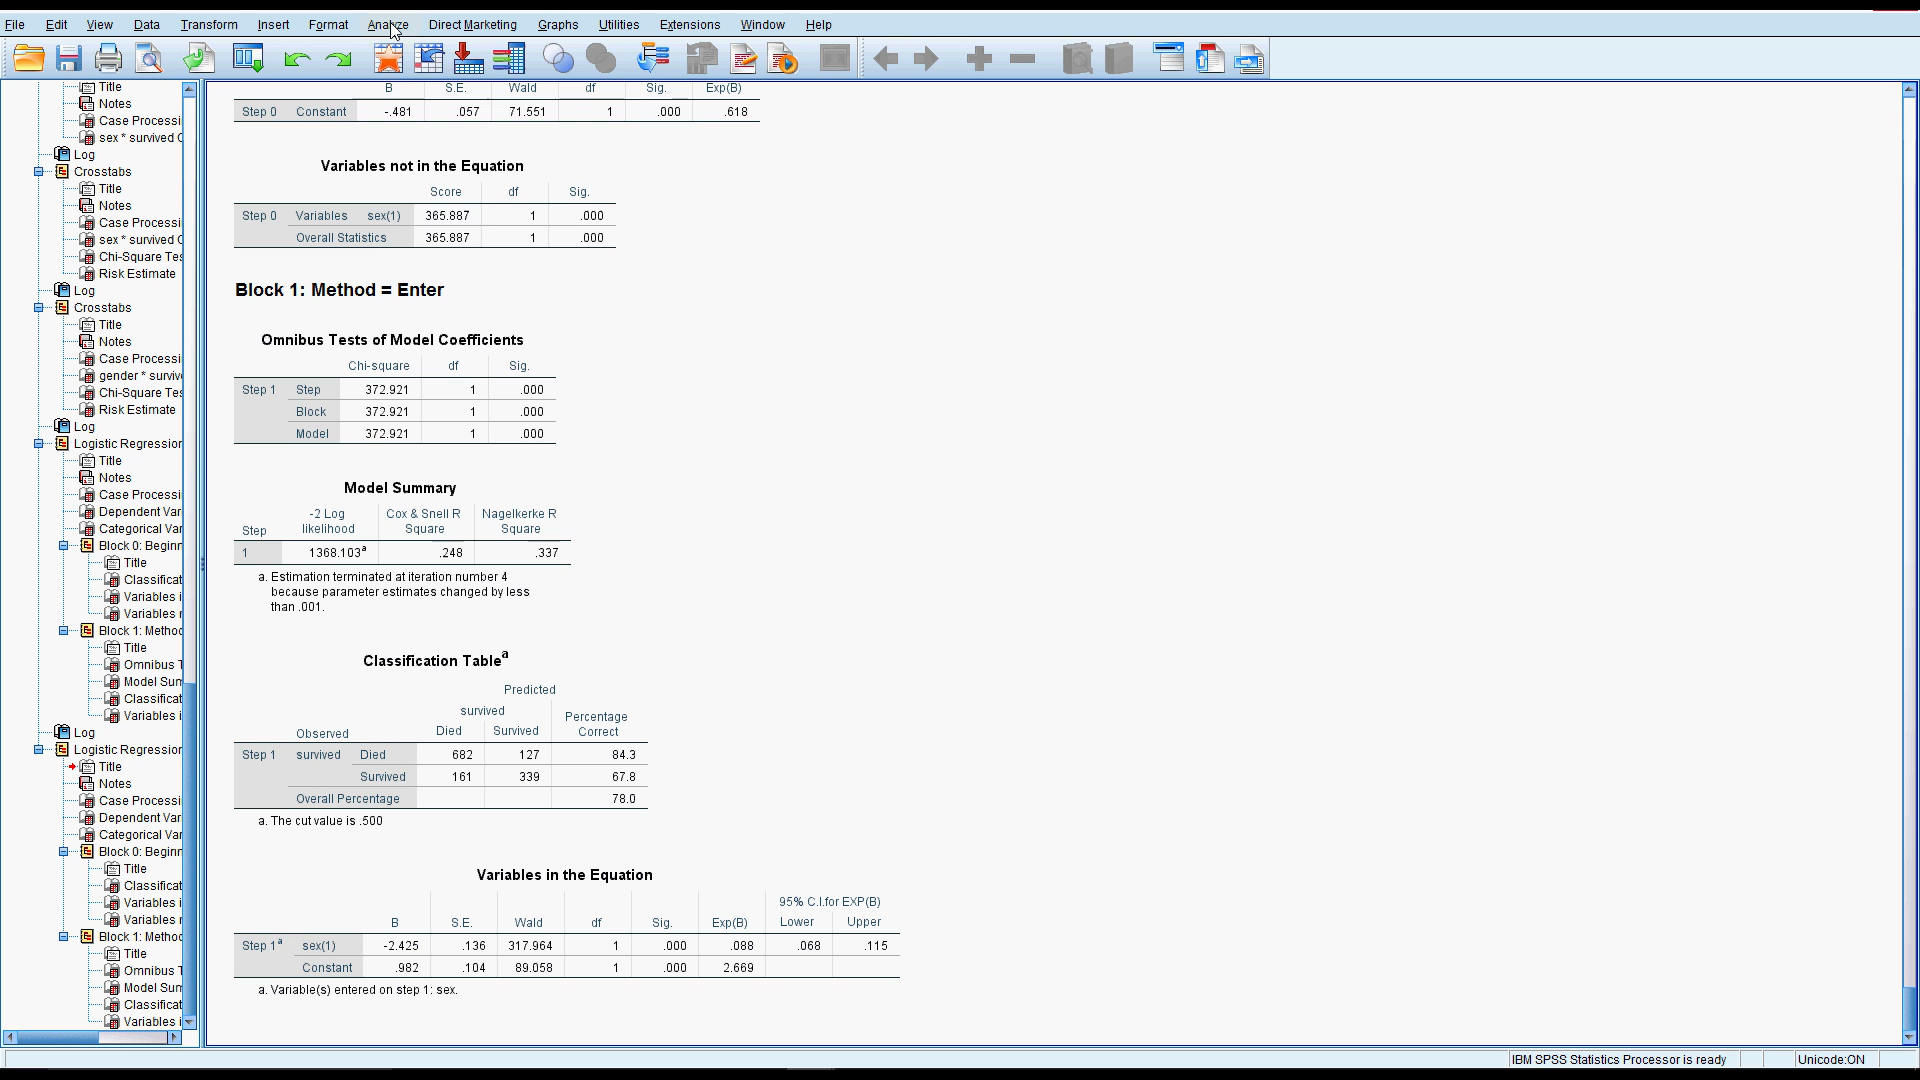 File Edit View Data Transform Insert Format Analyze Direct Marketing Graphs Utilities Extensions Window Help
Title
Notes
Case Processi
sex * survived C
Log
Crosstabs
Title
Notes
Case Processi
sex * survived C
Chi-Square Tes
Risk Estimate
Log
Crosstabs
Title
Notes
Case Processi
gender * surviv
Chi-Square Tes
Risk Estimate
Log
Logistic Regression
Title
Notes
Case Processi
Dependent Var
Categorical Var
Block 0: Beginn
Title
Classificat
Variables i
Variables n
Block 1: Method
Title
Omnibus T
Model Sum
Classificat
Variables i
Log
Logistic Regression
Title
Notes
Case Processi
Dependent Var
Categorical Var
Block 0: Beginn
Title
Classificat
Variables i
Variables n
Block 1: Method
Title
Omnibus T
Model Sum
Classificat
Variables i
B S.E. Wald df Sig. Exp(B)
Step 0 Constant -.481 .057 71.551 1 .000 .618
Variables not in the Equation
Score df Sig.
Step 0 Variables sex(1) 365.887 1 .000
Overall Statistics 365.887 1 .000
Block 1: Method = Enter
Omnibus Tests of Model Coefficients
Chi-square df Sig.
Step 1 Step 372.921 1 .000
Block 372.921 1 .000
Model 372.921 1 .000
Model Summary
Step -2 Log likelihood Cox & Snell R Square Nagelkerke R Square
1 1368.103a .248 .337
a. Estimation terminated at iteration number 4
because parameter estimates changed by less
than .001.
Classification Tablea
Predicted
survived Percentage Correct
Observed Died Survived
Step 1 survived Died 682 127 84.3
Survived 161 339 67.8
Overall Percentage 78.0
a. The cut value is .500
Variables in the Equation
95% C.I.for EXP(B)
B S.E. Wald df Sig. Exp(B) Lower Upper
Step 1a sex(1) -2.425 .136 317.964 1 .000 .088 .068 .115
Constant .982 .104 89.058 1 .000 2.669
a. Variable(s) entered on step 1: sex.
IBM SPSS Statistics Processor is ready Unicode:ON